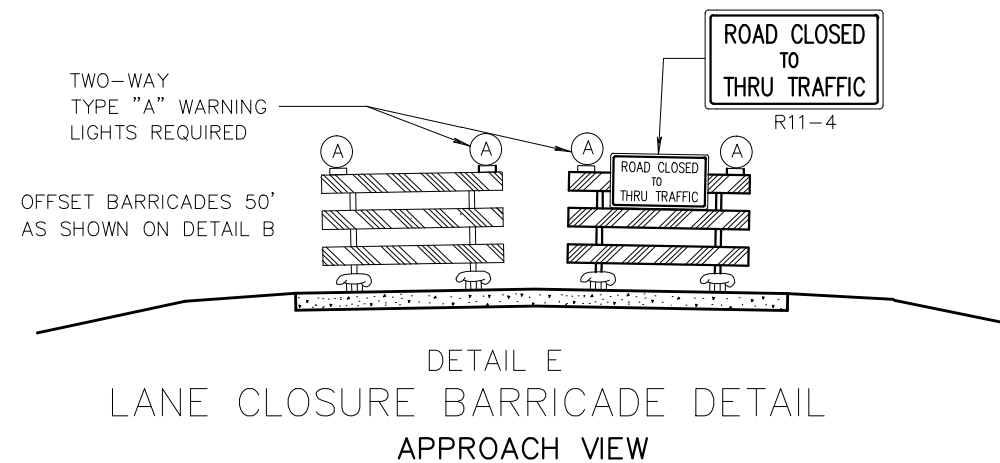 ROAD CLOSED
TO
THRU TRAFFIC
R11-4
TWO-WAY
TYPE "A" WARNING
LIGHTS REQUIRED
A
A
A
A
ROAD CLOSED
TO
THRU TRAFFIC
OFFSET BARRICADES 50'
AS SHOWN ON DETAIL B
DETAIL E
LANE CLOSURE BARRICADE DETAIL
APPROACH VIEW